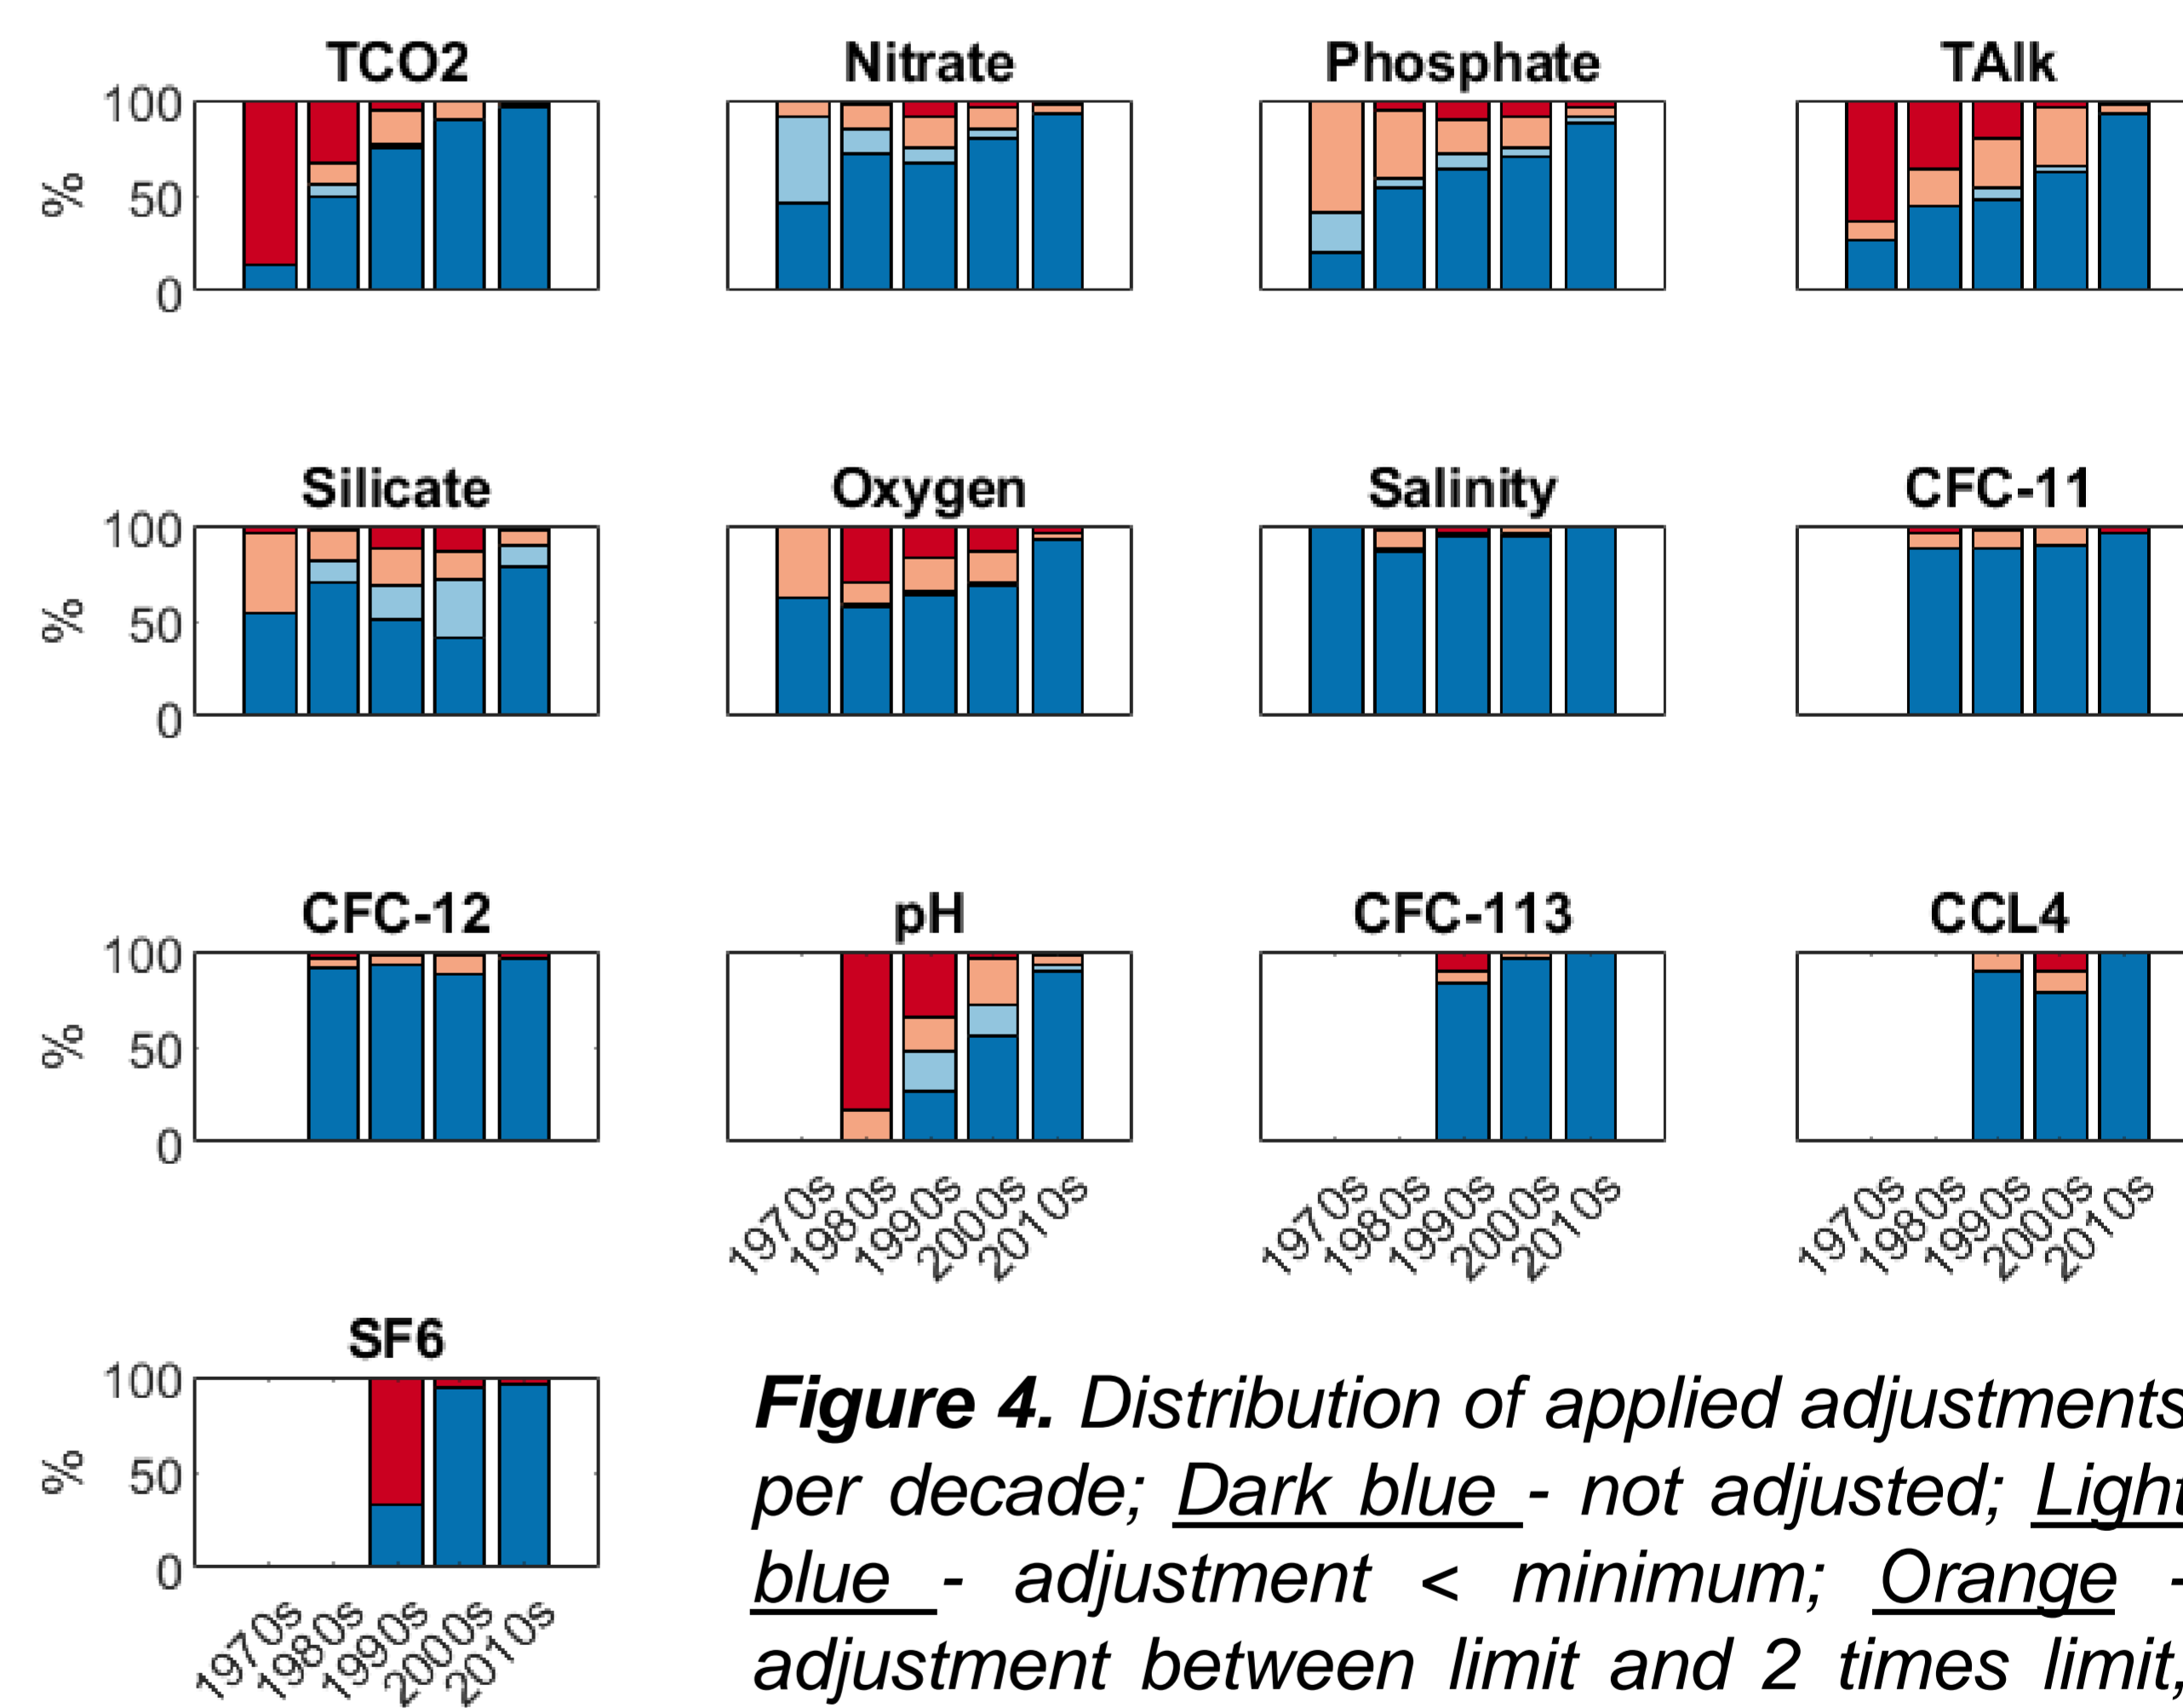 TCO2 Nitrate Phosphate TAlk
100
% 50
0
Silicate Oxygen Salinity CFC-11
100
% 50
0
CFC-12 pH CFC-113 CCL4
100
% 50
0
1970s 1980s 1990s 2000s 2010s 1970s 1980s 1990s 2000s 2010s 1970s 1980s 1990s 2000s 2010s
SF6
100
% 50
0
1970s 1980s 1990s 2000s 2010s
Figure 4. Distribution of applied adjustments
per decade; Dark blue - not adjusted; Light
blue - adjustment < minimum; Orange -
adjustment between limit and 2 times limit,